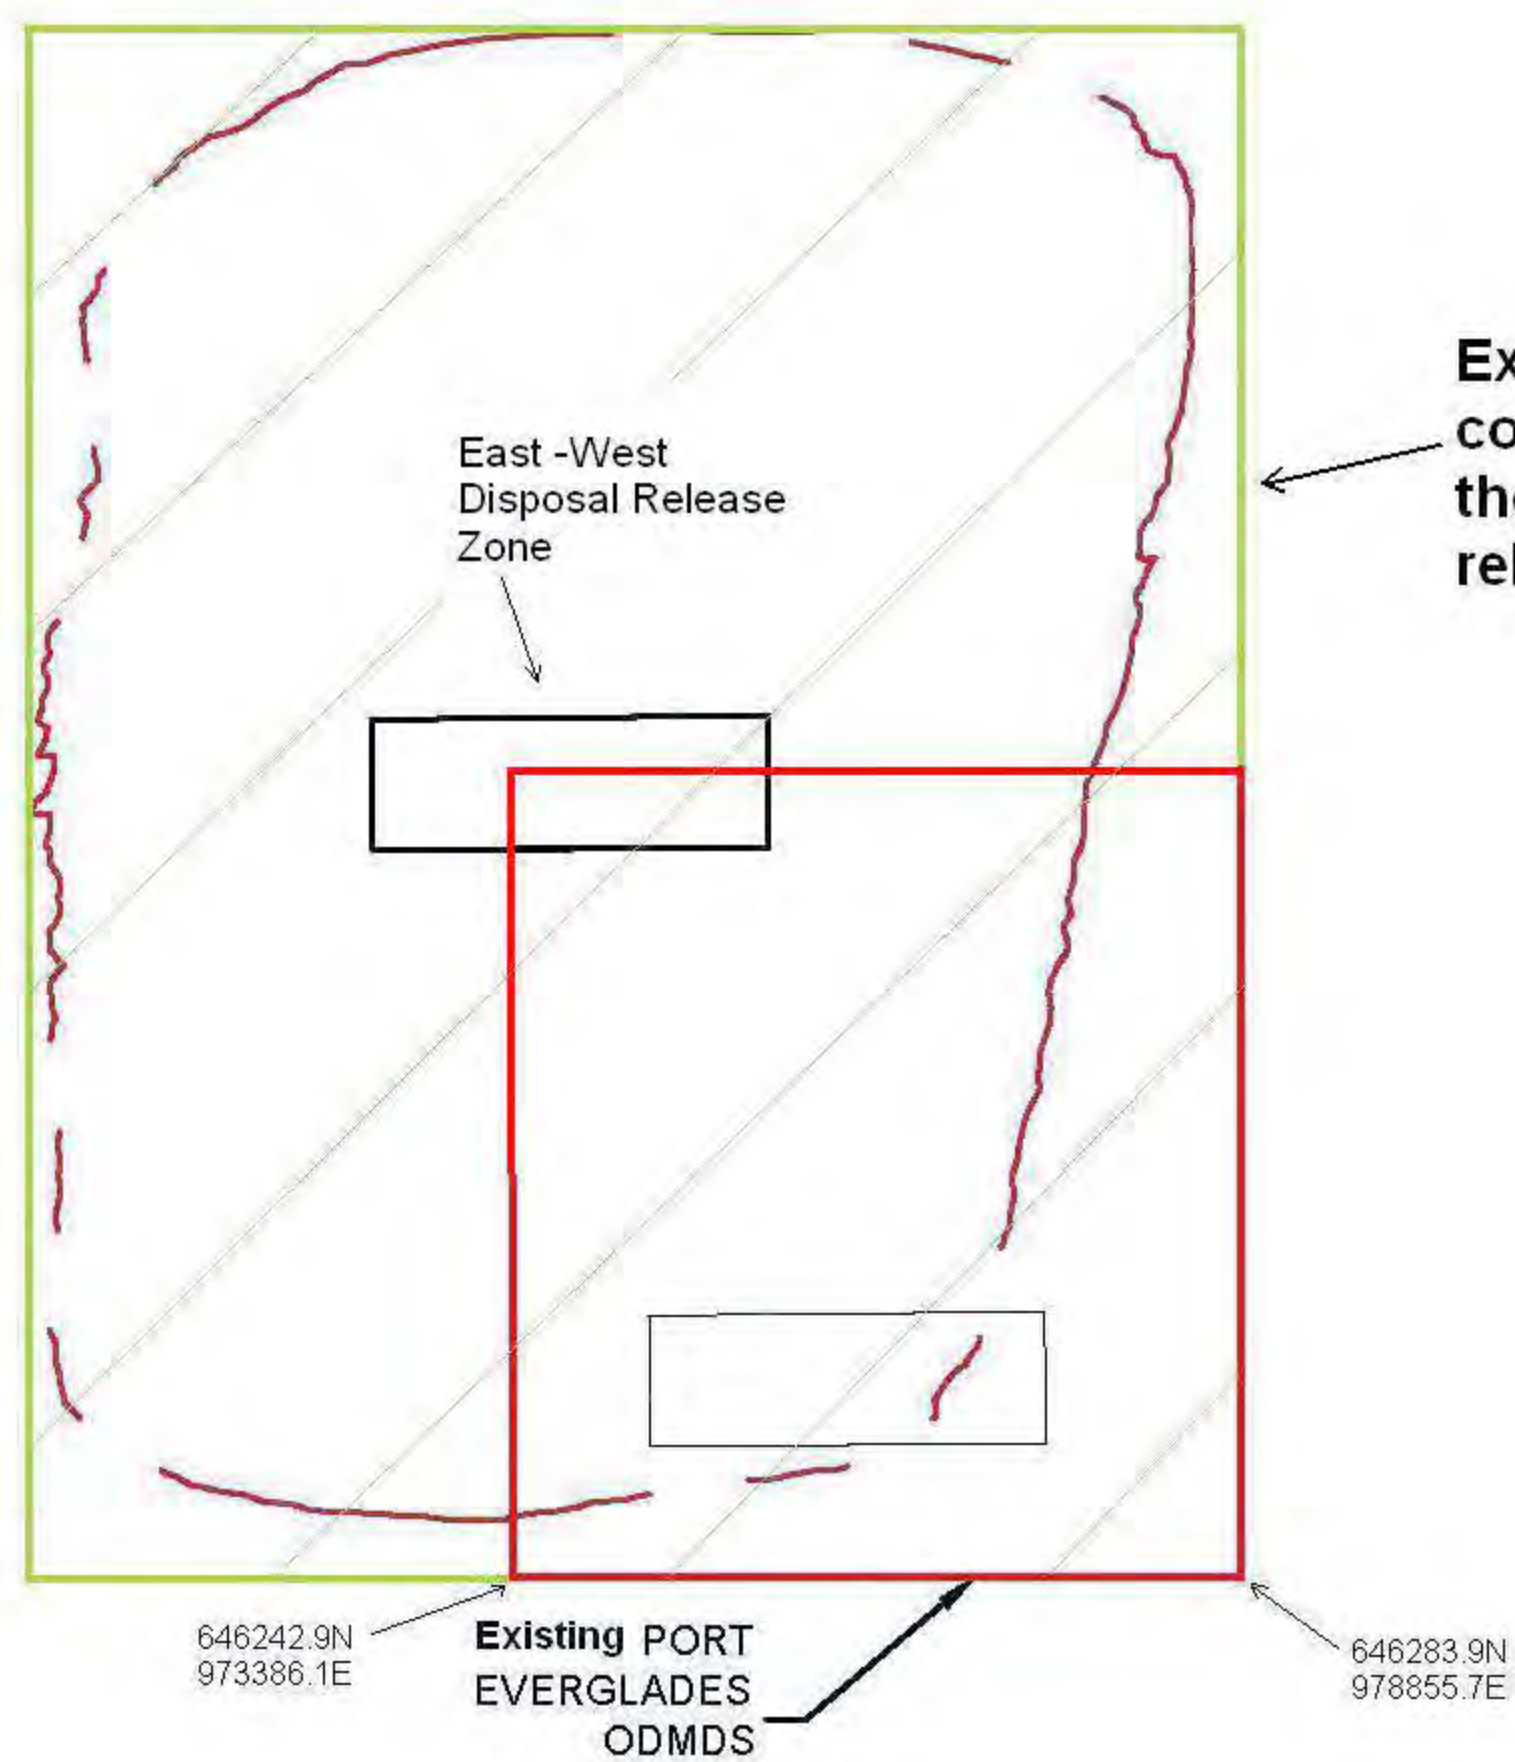 East -West
Disposal Release
Zone
646242.9N
973386.1E
Existing PORT
EVERGLADES
ODMDS
646283.9N
978855.7E